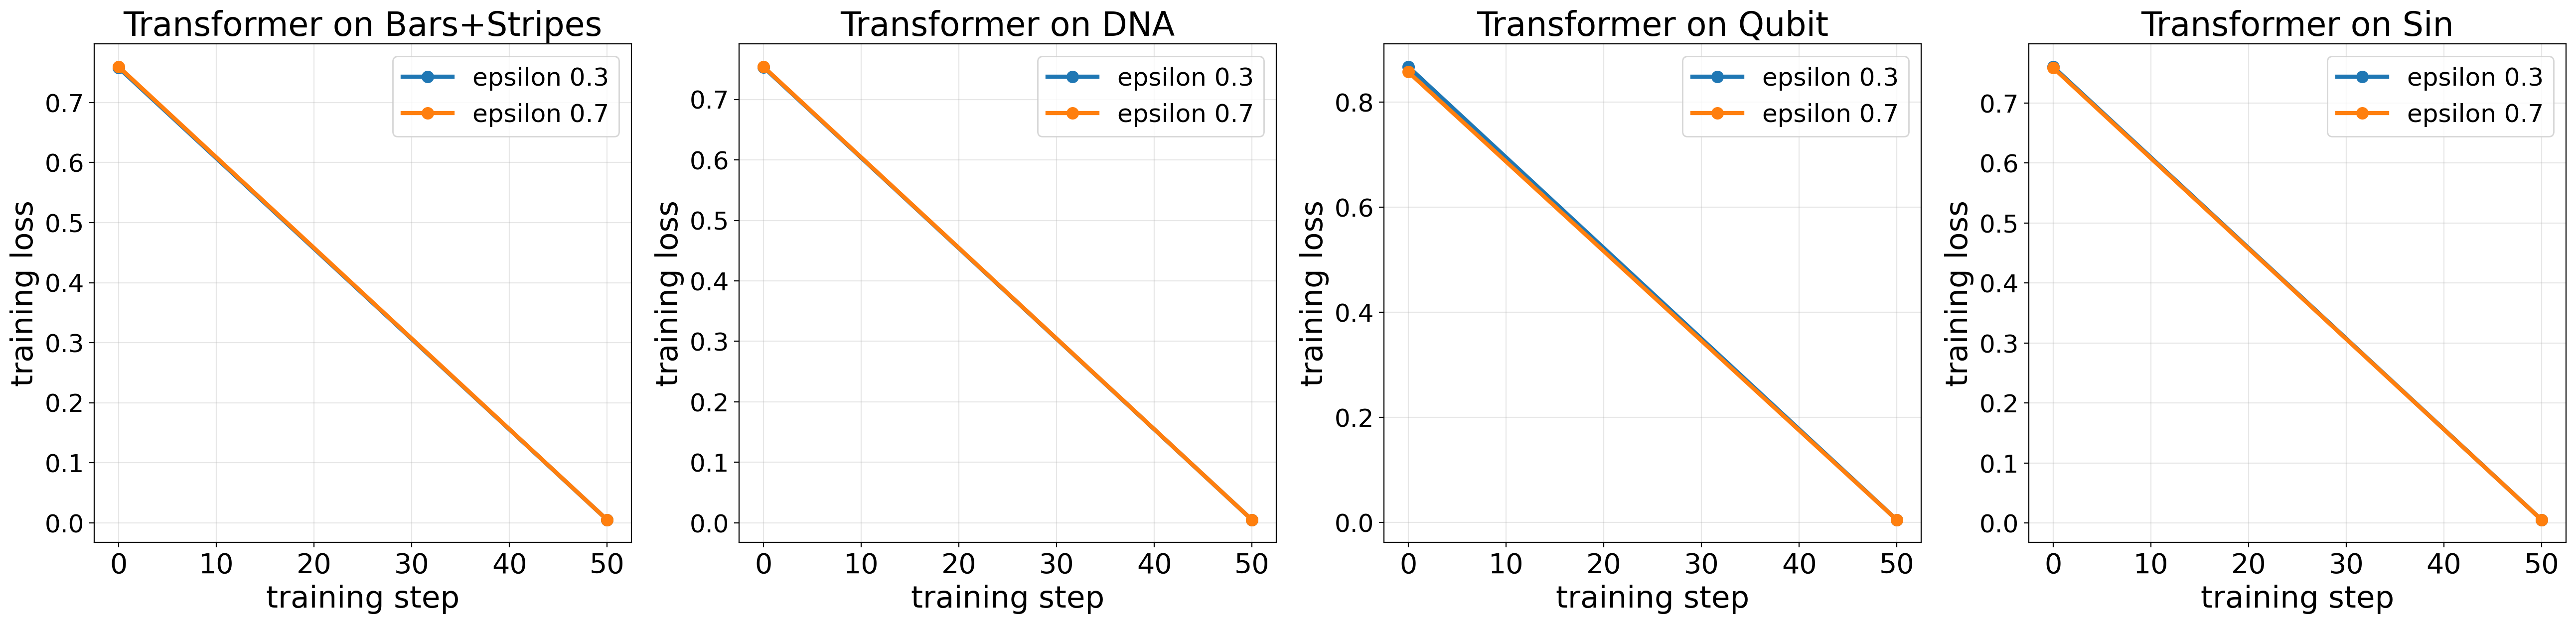 Transformer on Bars+Stripes
epsilon 0.3
epsilon 0.7
training loss
0.7
0.6
0.5
0.4
0.3
0.2
0.1
0.0
0 10 20 30 40 50
training step
Transformer on DNA
epsilon 0.3
epsilon 0.7
training loss
0.7
0.6
0.5
0.4
0.3
0.2
0.1
0.0
0 10 20 30 40 50
training step
Transformer on Qubit
epsilon 0.3
epsilon 0.7
training loss
0.8
0.6
0.4
0.2
0.0
0 10 20 30 40 50
training step
Transformer on Sin
epsilon 0.3
epsilon 0.7
training loss
0.7
0.6
0.5
0.4
0.3
0.2
0.1
0.0
0 10 20 30 40 50
training step